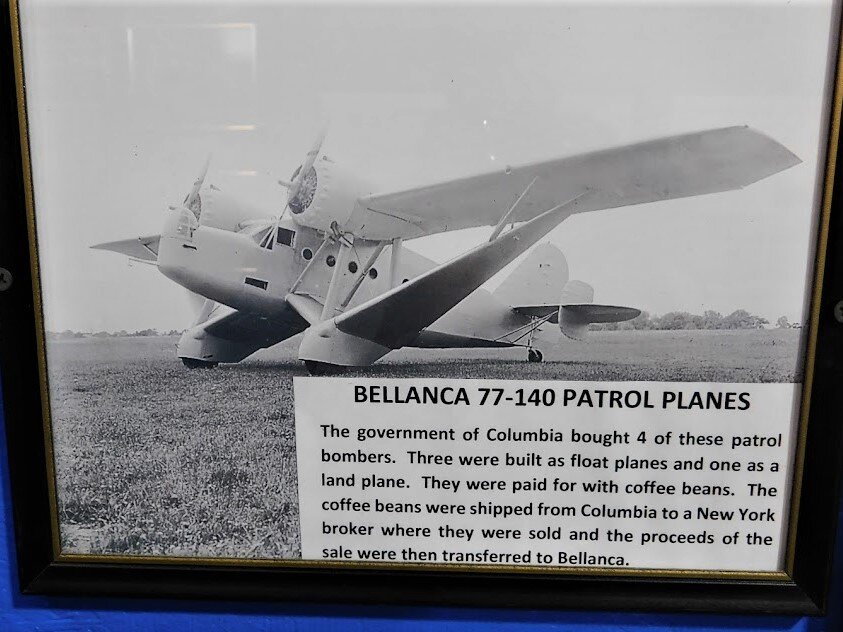 BELLANCA 77-140 PATROL PLANES
The government of Columbia bought 4 of these patrol
bombers. Three were built as float planes and one as a
land plane. They were paid for with coffee beans. The
coffee beans were shipped from Columbia to a New York
broker where they were sold and the proceeds of the
sale were then transferred to Bellanca.